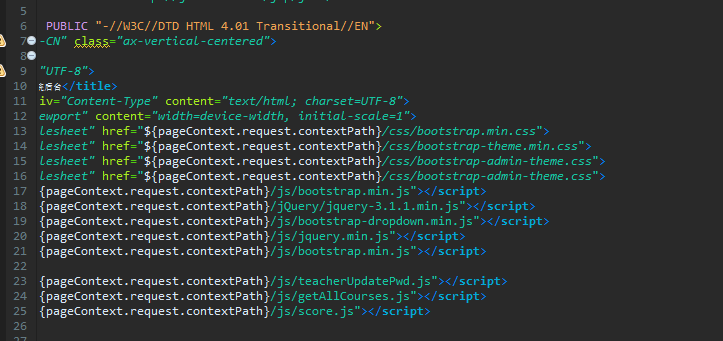 5
6 PUBLIC "-//W3C//DTD HTML 4.01 Transitional//EN">
7 -CN" class="ax-vertical-centered">
8
9 "UTF-8">
10 </title>
11 iv="Content-Type" content="text/html; charset=UTF-8">
12 ewport" content="width=device-width, initial-scale=1">
13 lesheet" href="${pageContext.request.contextPath}/css/bootstrap.min.css">
14 lesheet" href="${pageContext.request.contextPath}/css/bootstrap-theme.min.css">
15 lesheet" href="${pageContext.request.contextPath}/css/bootstrap-admin-theme.css">
16 lesheet" href="${pageContext.request.contextPath}/css/bootstrap-admin-theme.css">
17 {pageContext.request.contextPath}/js/bootstrap.min.js"></script>
18 {pageContext.request.contextPath}/jQuery/jquery-3.1.1.min.js"></script>
19 {pageContext.request.contextPath}/js/bootstrap-dropdown.min.js"></script>
20 {pageContext.request.contextPath}/js/jquery.min.js"></script>
21 {pageContext.request.contextPath}/js/bootstrap.min.js"></script>
22
23 {pageContext.request.contextPath}/js/teacherUpdatePwd.js"></script>
24 {pageContext.request.contextPath}/js/getAllCourses.js"></script>
25 {pageContext.request.contextPath}/js/score.js"></script>
26